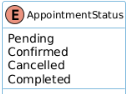 E AppointmentStatus
Pending
Confirmed
Cancelled
Completed